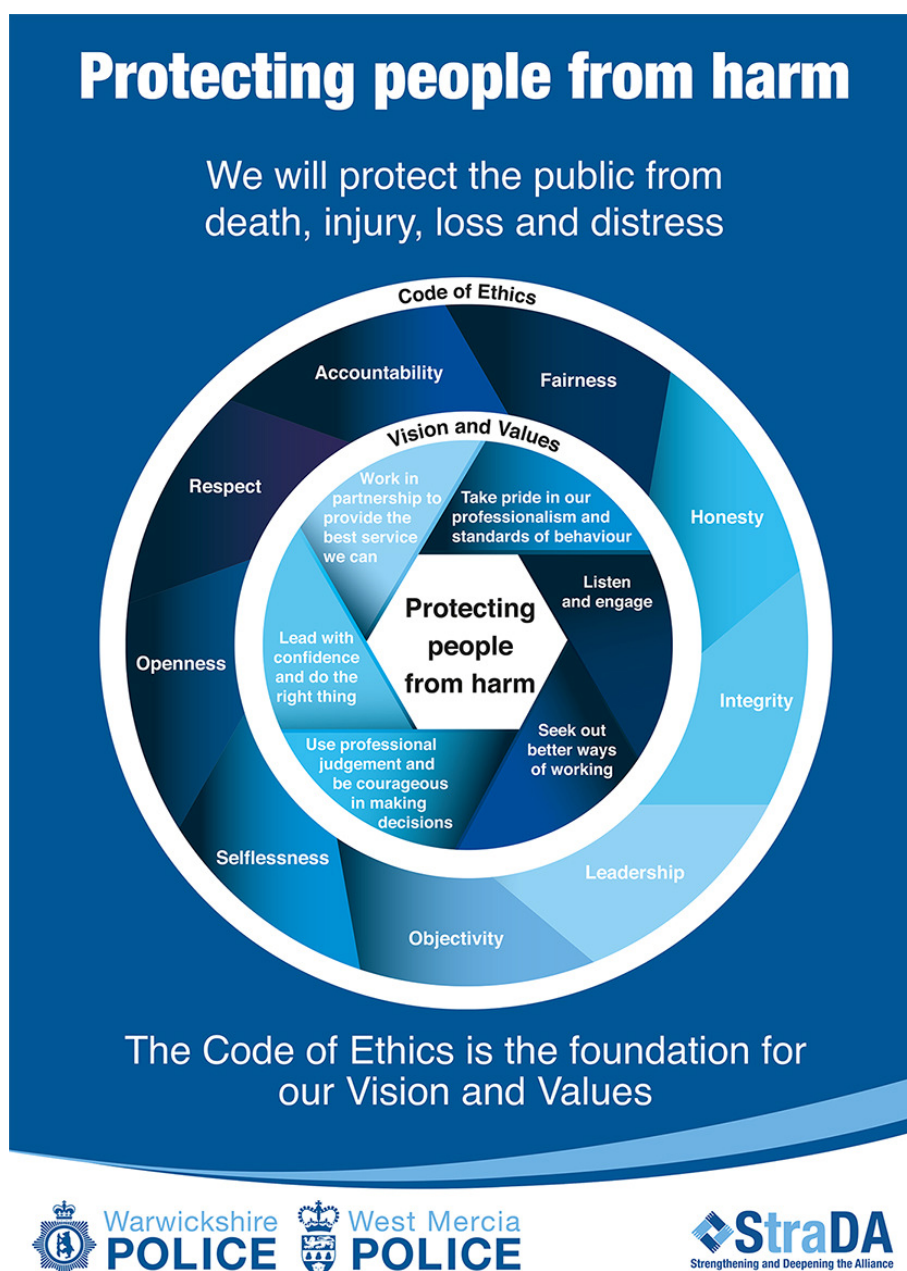 Protecting people from harm
We will protect the public from
death, injury, loss and distress
Code of Ethics
Accountability
Fairness
Respect
Honesty
Openness
Integrity
Selflessness
Leadership
Objectivity
Vision and Values
Work in
partnership to
provide the
best service
we can
Take pride in our
professionalism and
standards of behaviour
Listen
and engage
Lead with
confidence
and do the
right thing
Seek out
better ways
of working
Use professional
judgement and
be courageous
in making
decisions
Protecting
people
from harm
The Code of Ethics is the foundation for
our Vision and Values
Warwickshire
POLICE
West Mercia
POLICE
StraDA
Strengthening and Deepening the Alliance